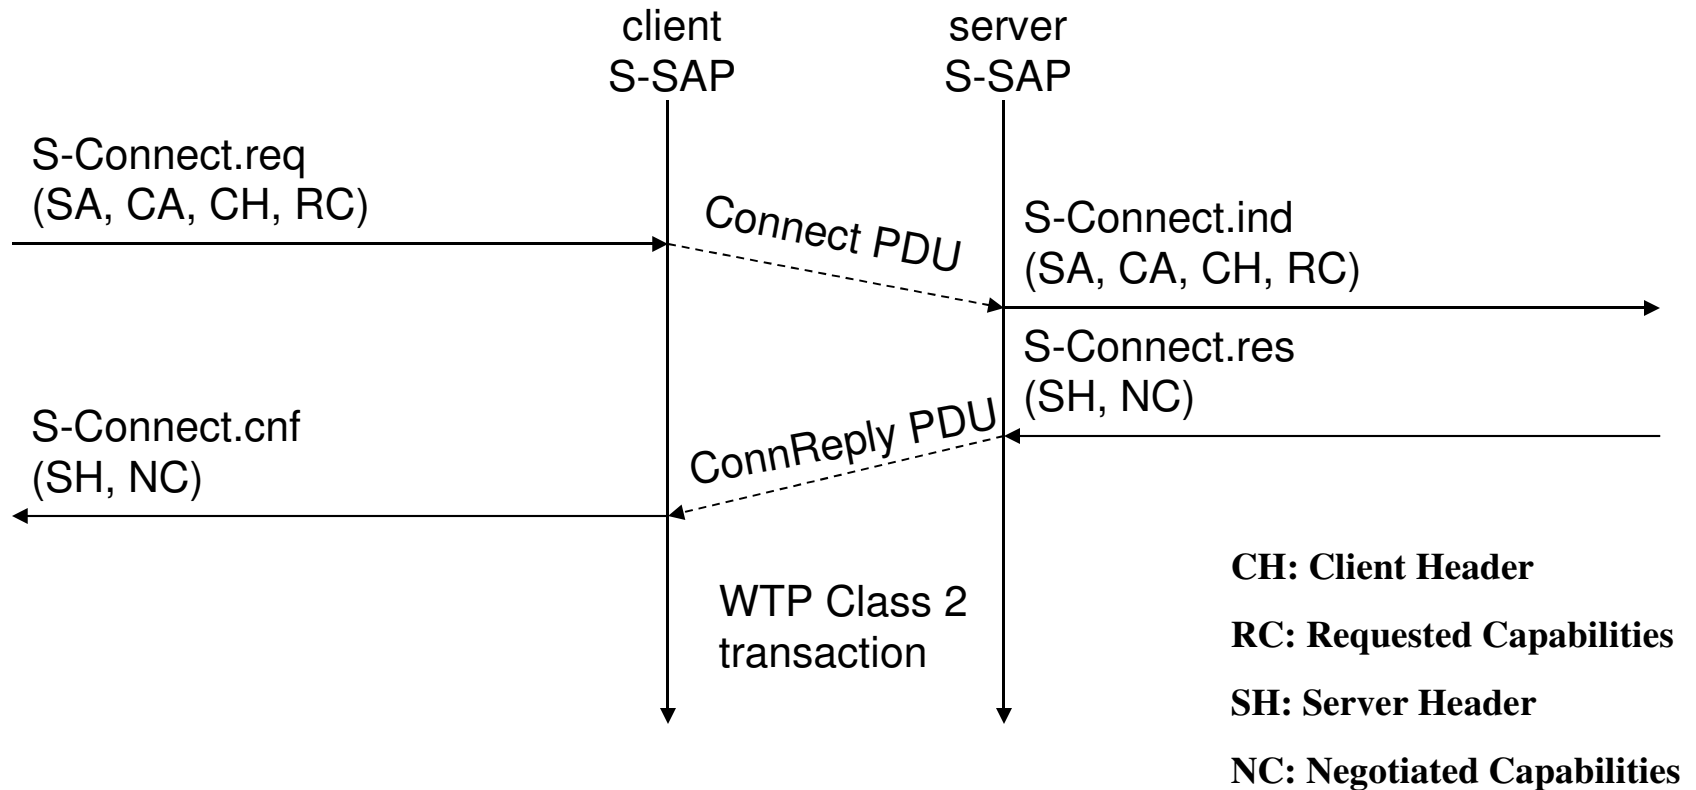 client
S-SAP
server
S-SAP
S-Connect.req
(SA, CA, CH, RC)
Connect PDU
S-Connect.ind
(SA, CA, CH, RC)
S-Connect.res
(SH, NC)
ConnReply PDU
S-Connect.cnf
(SH, NC)
WTP Class 2
transaction
CH: Client Header
RC: Requested Capabilities
SH: Server Header
NC: Negotiated Capabilities